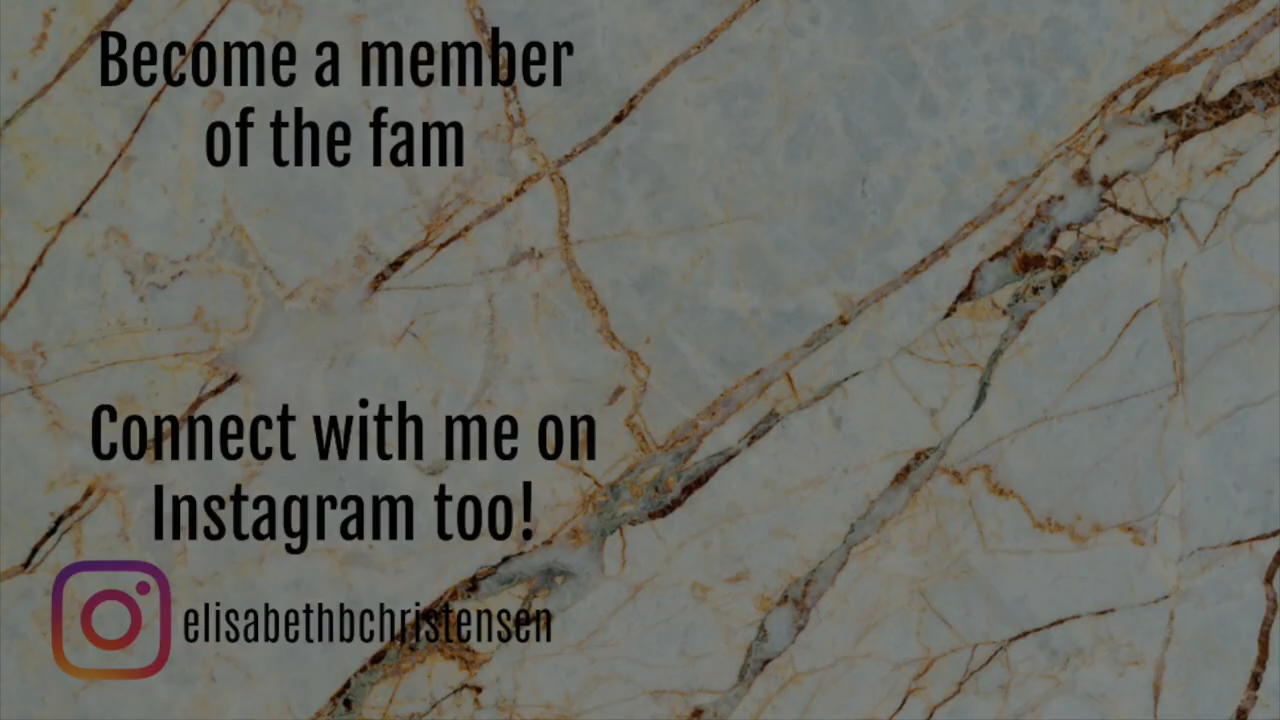 Become a member
of the fam
Connect with me on
Instagram too!
elisabethbchristensen